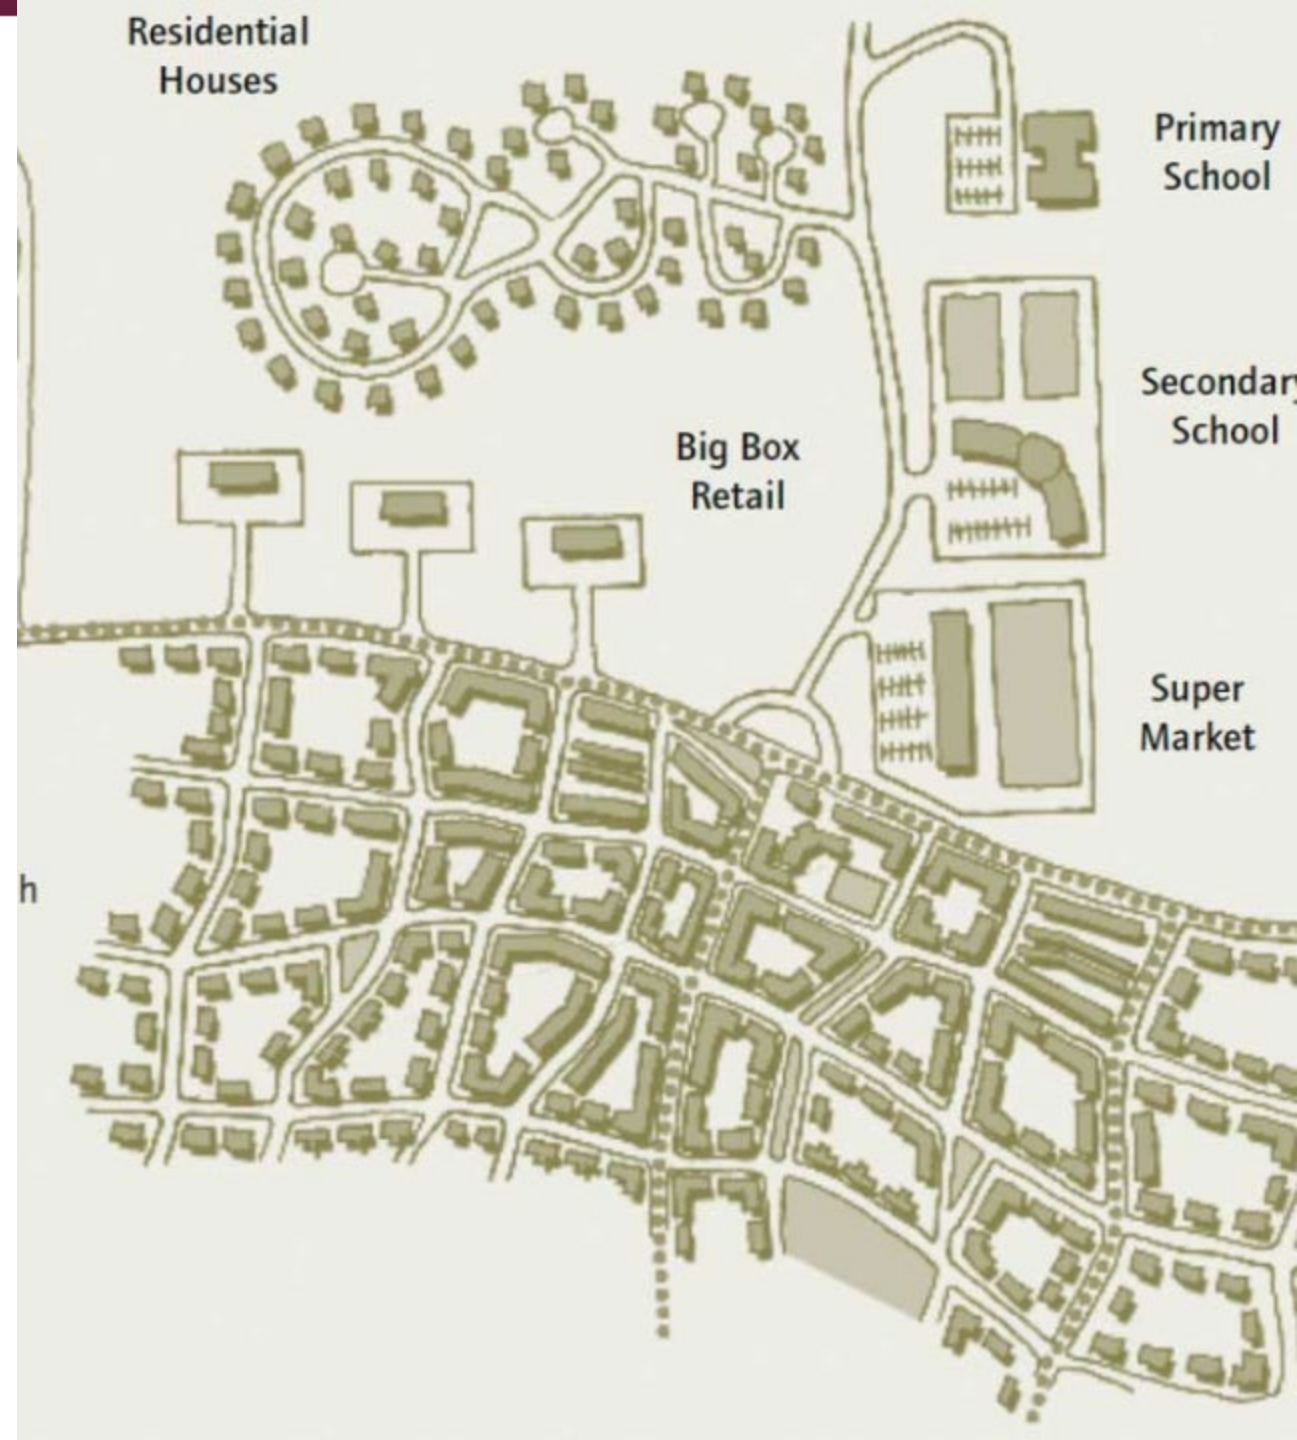 Residential
Houses
Primary
School
Secondary
School
Big Box
Retail
Super
Market
h